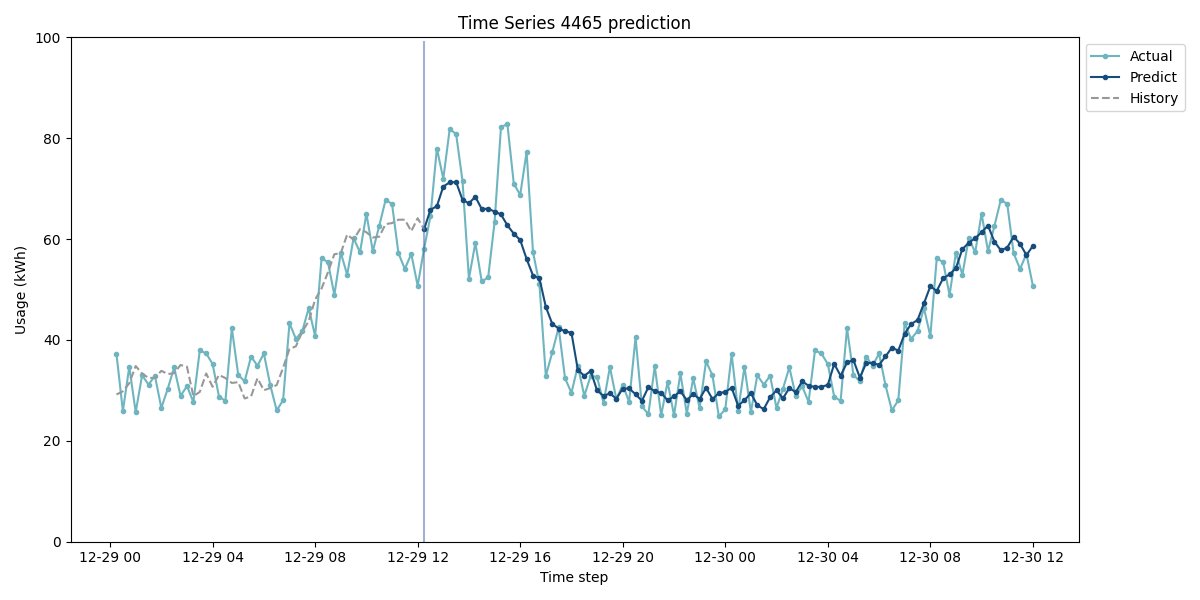 Time Series 4465 prediction
Usage (kWh)
100
80
60
40
20
0
12-29 00
12-29 04
12-29 08
12-29 12
12-29 16
12-29 20
12-30 00
12-30 04
12-30 08
12-30 12
Time step
Actual
Predict
History